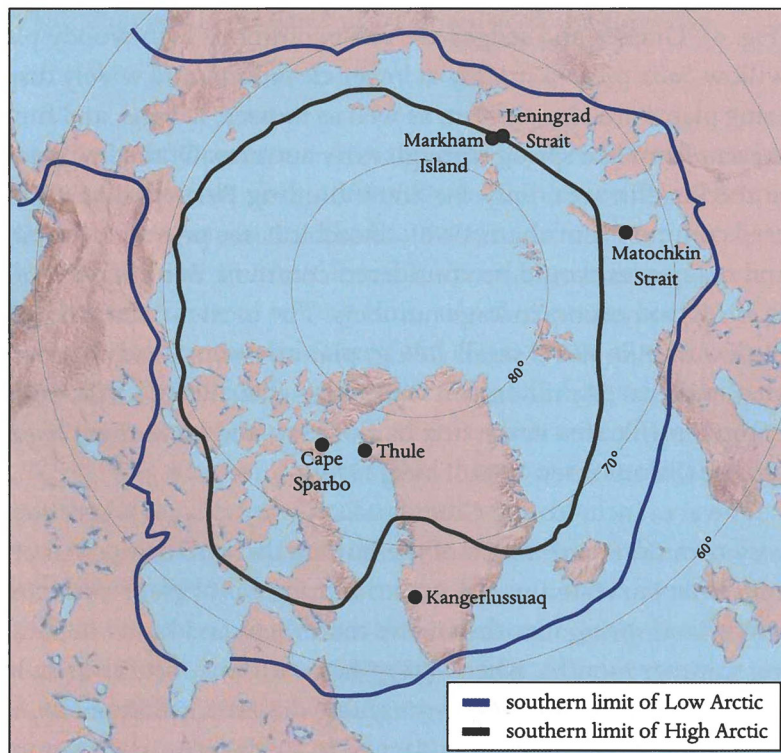 Leningrad
Strait
Markham
Island
Matochkin
Strait
80°
Cape
Sparbo
Thule
70°
60°
Kangerlussuaq
southern limit of Low Arctic
southern limit of High Arctic